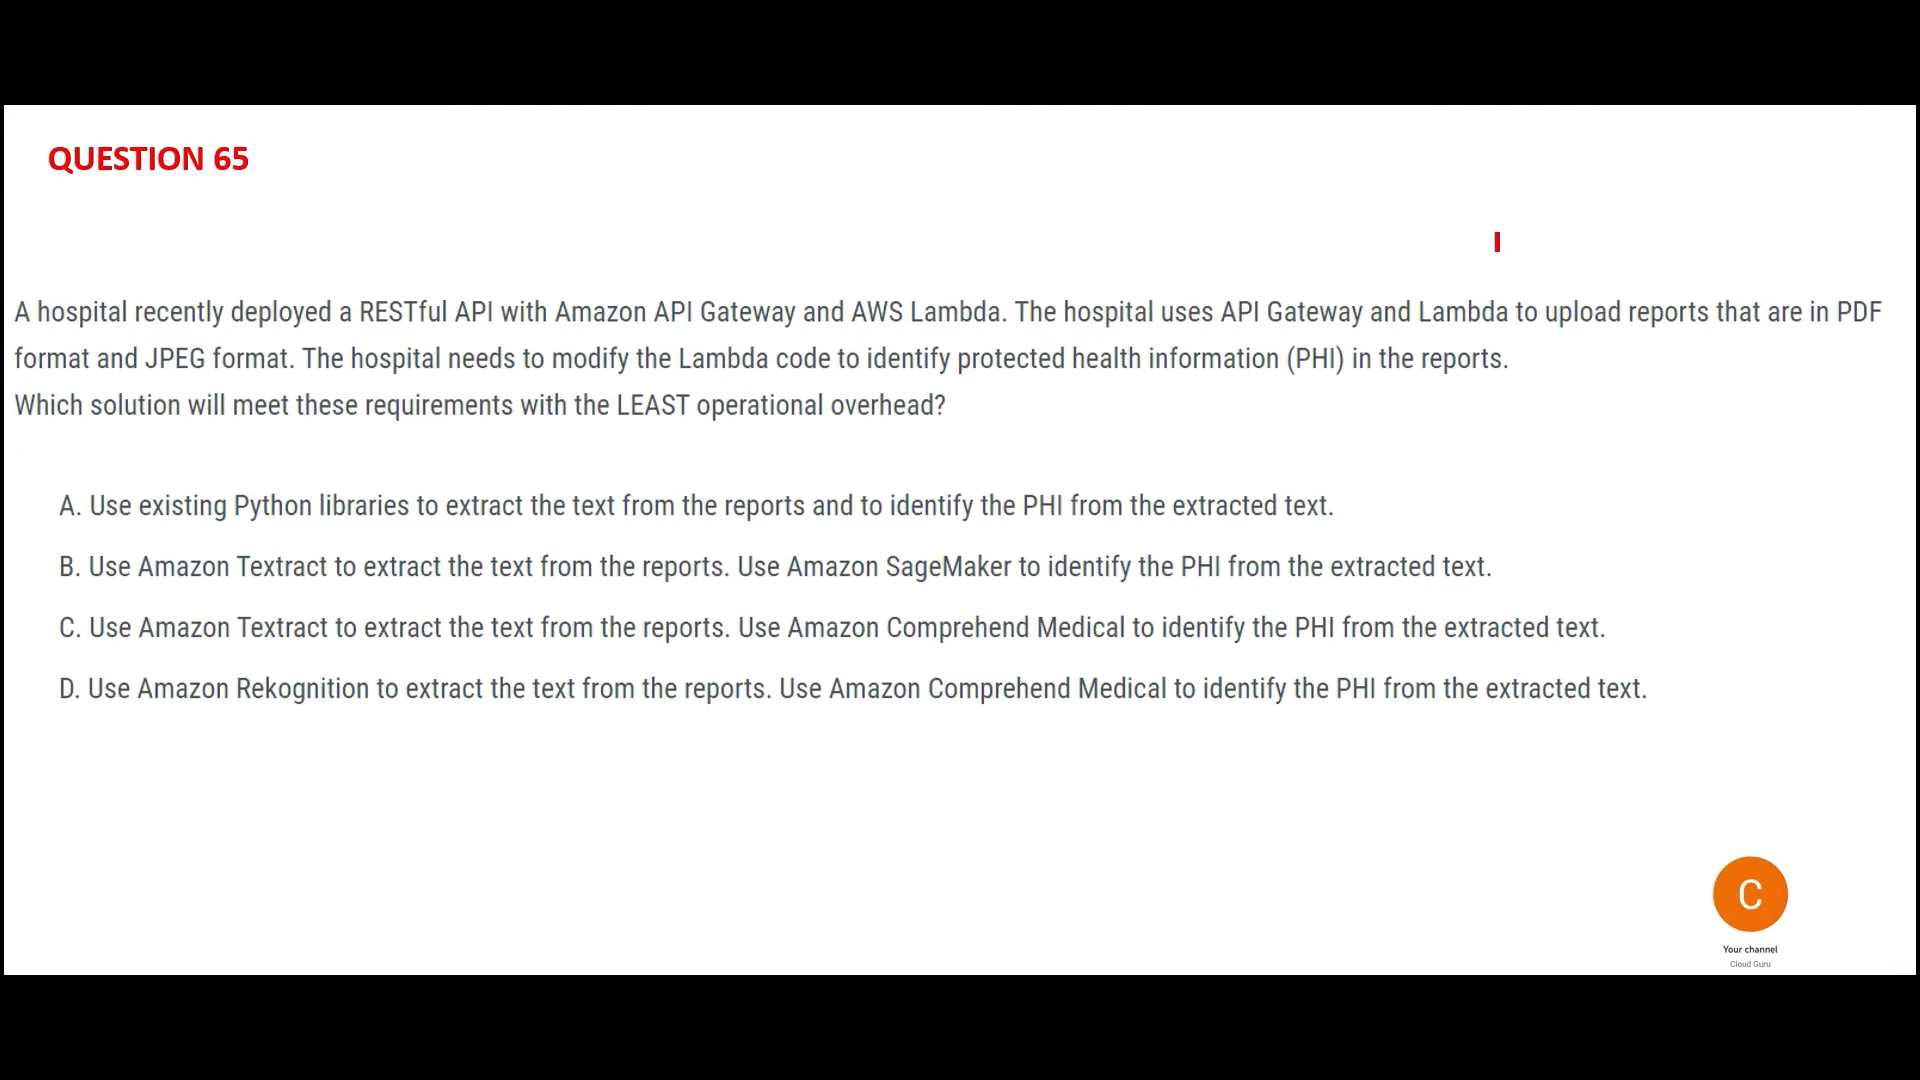 QUESTION 65
A hospital recently deployed a RESTful API with Amazon API Gateway and AWS Lambda. The hospital uses API Gateway and Lambda to upload reports that are in PDF
format and JPEG format. The hospital needs to modify the Lambda code to identify protected health information (PHI) in the reports.
Which solution will meet these requirements with the LEAST operational overhead?
A. Use existing Python libraries to extract the text from the reports and to identify the PHI from the extracted text.
B. Use Amazon Textract to extract the text from the reports. Use Amazon SageMaker to identify the PHI from the extracted text.
C. Use Amazon Textract to extract the text from the reports. Use Amazon Comprehend Medical to identify the PHI from the extracted text.
D. Use Amazon Rekognition to extract the text from the reports. Use Amazon Comprehend Medical to identify the PHI from the extracted text.
C
Your channel
Cloud Guru